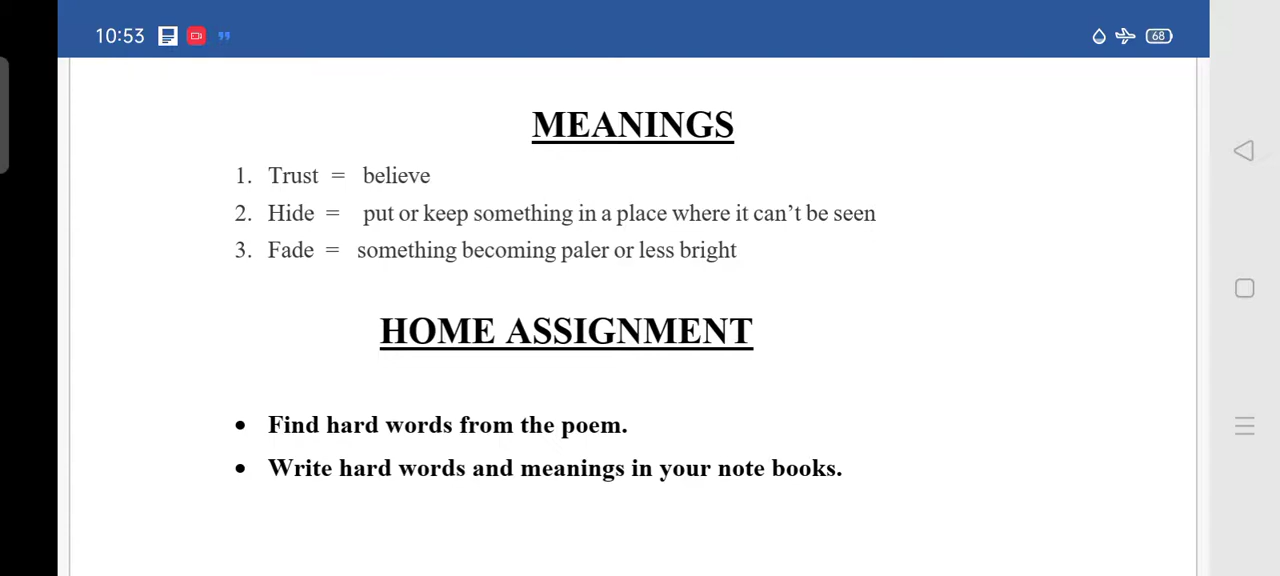 10:53 68
MEANINGS
1. Trust = believe
2. Hide = put or keep something in a place where it can’t be seen
3. Fade = something becoming paler or less bright
HOME ASSIGNMENT
• Find hard words from the poem.
• Write hard words and meanings in your note books.